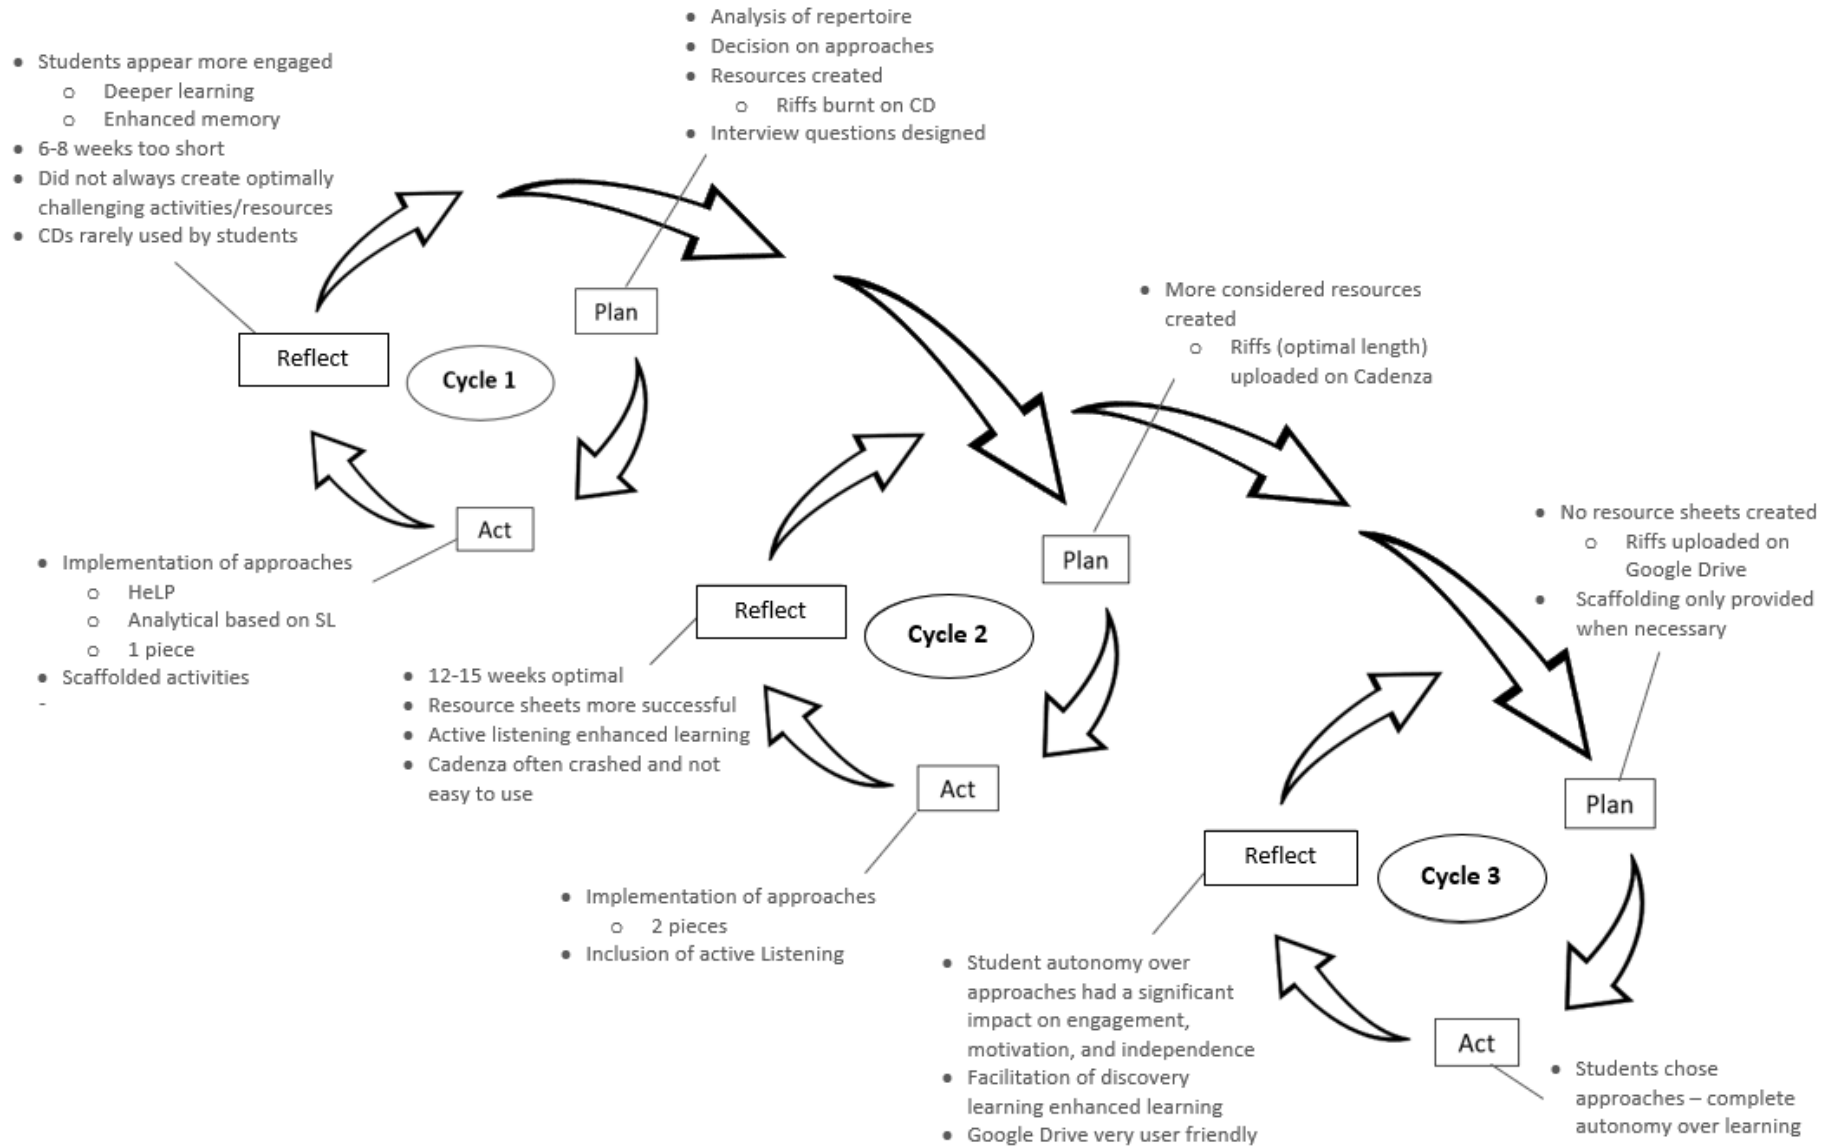 ● Analysis of repertoire
● Decision on approaches
● Resources created
o Riffs burnt on CD
● Interview questions designed
● Students appear more engaged
o Deeper learning
o Enhanced memory
● 6-8 weeks too short
● Did not always create optimally
challenging activities/resources
● CDs rarely used by students
Plan
Reflect
Cycle 1
Act
● Implementation of approaches
o HeLP
o Analytical based on SL
o 1 piece
● Scaffolded activities
-
● More considered resources
created
o Riffs (optimal length)
uploaded on Cadenza
Plan
Reflect
Cycle 2
● 12-15 weeks optimal
● Resource sheets more successful
● Active listening enhanced learning
● Cadenza often crashed and not
easy to use
Act
● Implementation of approaches
o 2 pieces
● Inclusion of active Listening
● No resource sheets created
o Riffs uploaded on
Google Drive
● Scaffolding only provided
when necessary
Plan
Reflect
Cycle 3
● Student autonomy over
approaches had a significant
impact on engagement,
motivation, and independence
● Facilitation of discovery
learning enhanced learning
● Google Drive very user friendly
Act
● Students chose
approaches – complete
autonomy over learning